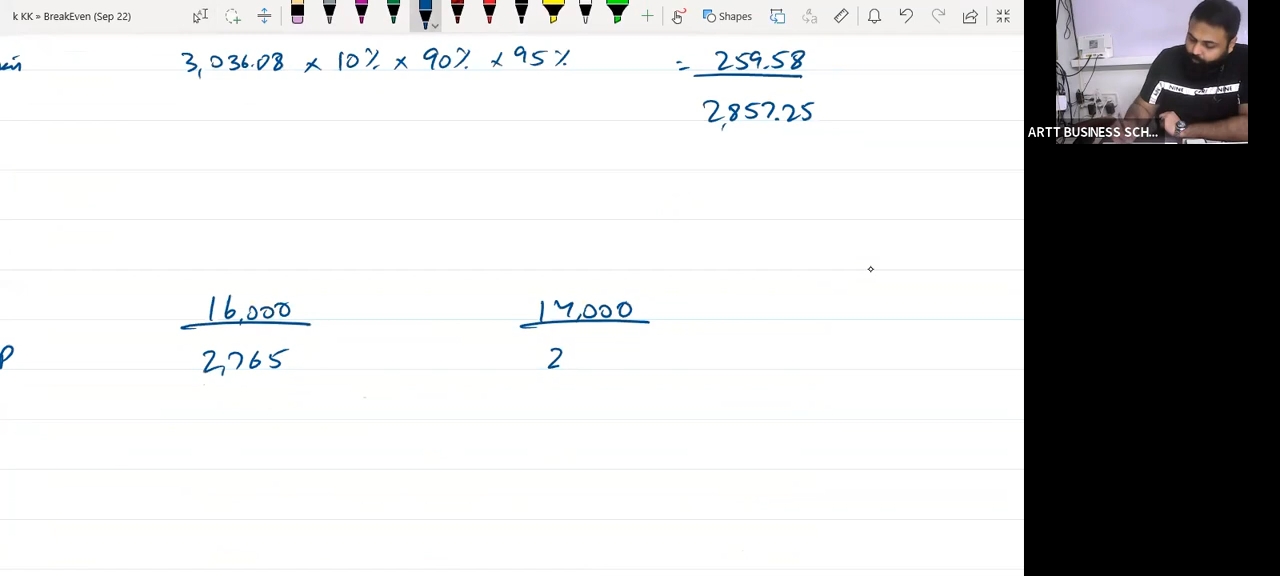 k KK » BreakEven (Sep 22)
Shapes
3,036.08 x 10% x 90% x 95% = 259.58
2,857.25
ARTT BUSINESS SCH...
16,000 14,000
P 2,765 2